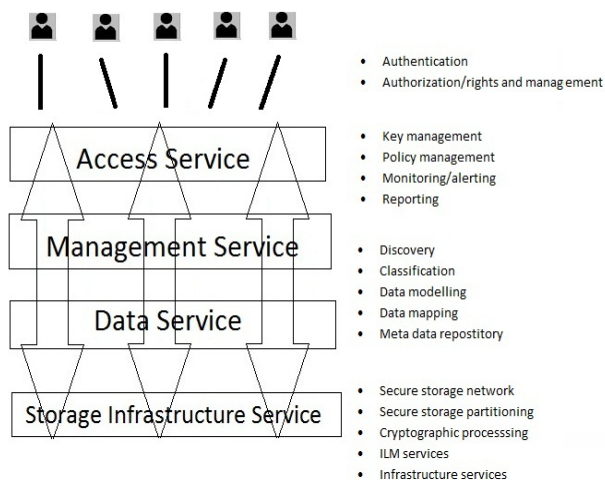 Authentication
Authorization/rights and management
Access Service
Key management
Policy management
Monitoring/alerting
Reporting
Management Service
Discovery
Classification
Data modelling
Data mapping
Meta data repostitory
Data Service
Storage Infrastructure Service
Secure storage network
Secure storage partitioning
Cryptographic processsing
ILM services
Infrastructure services